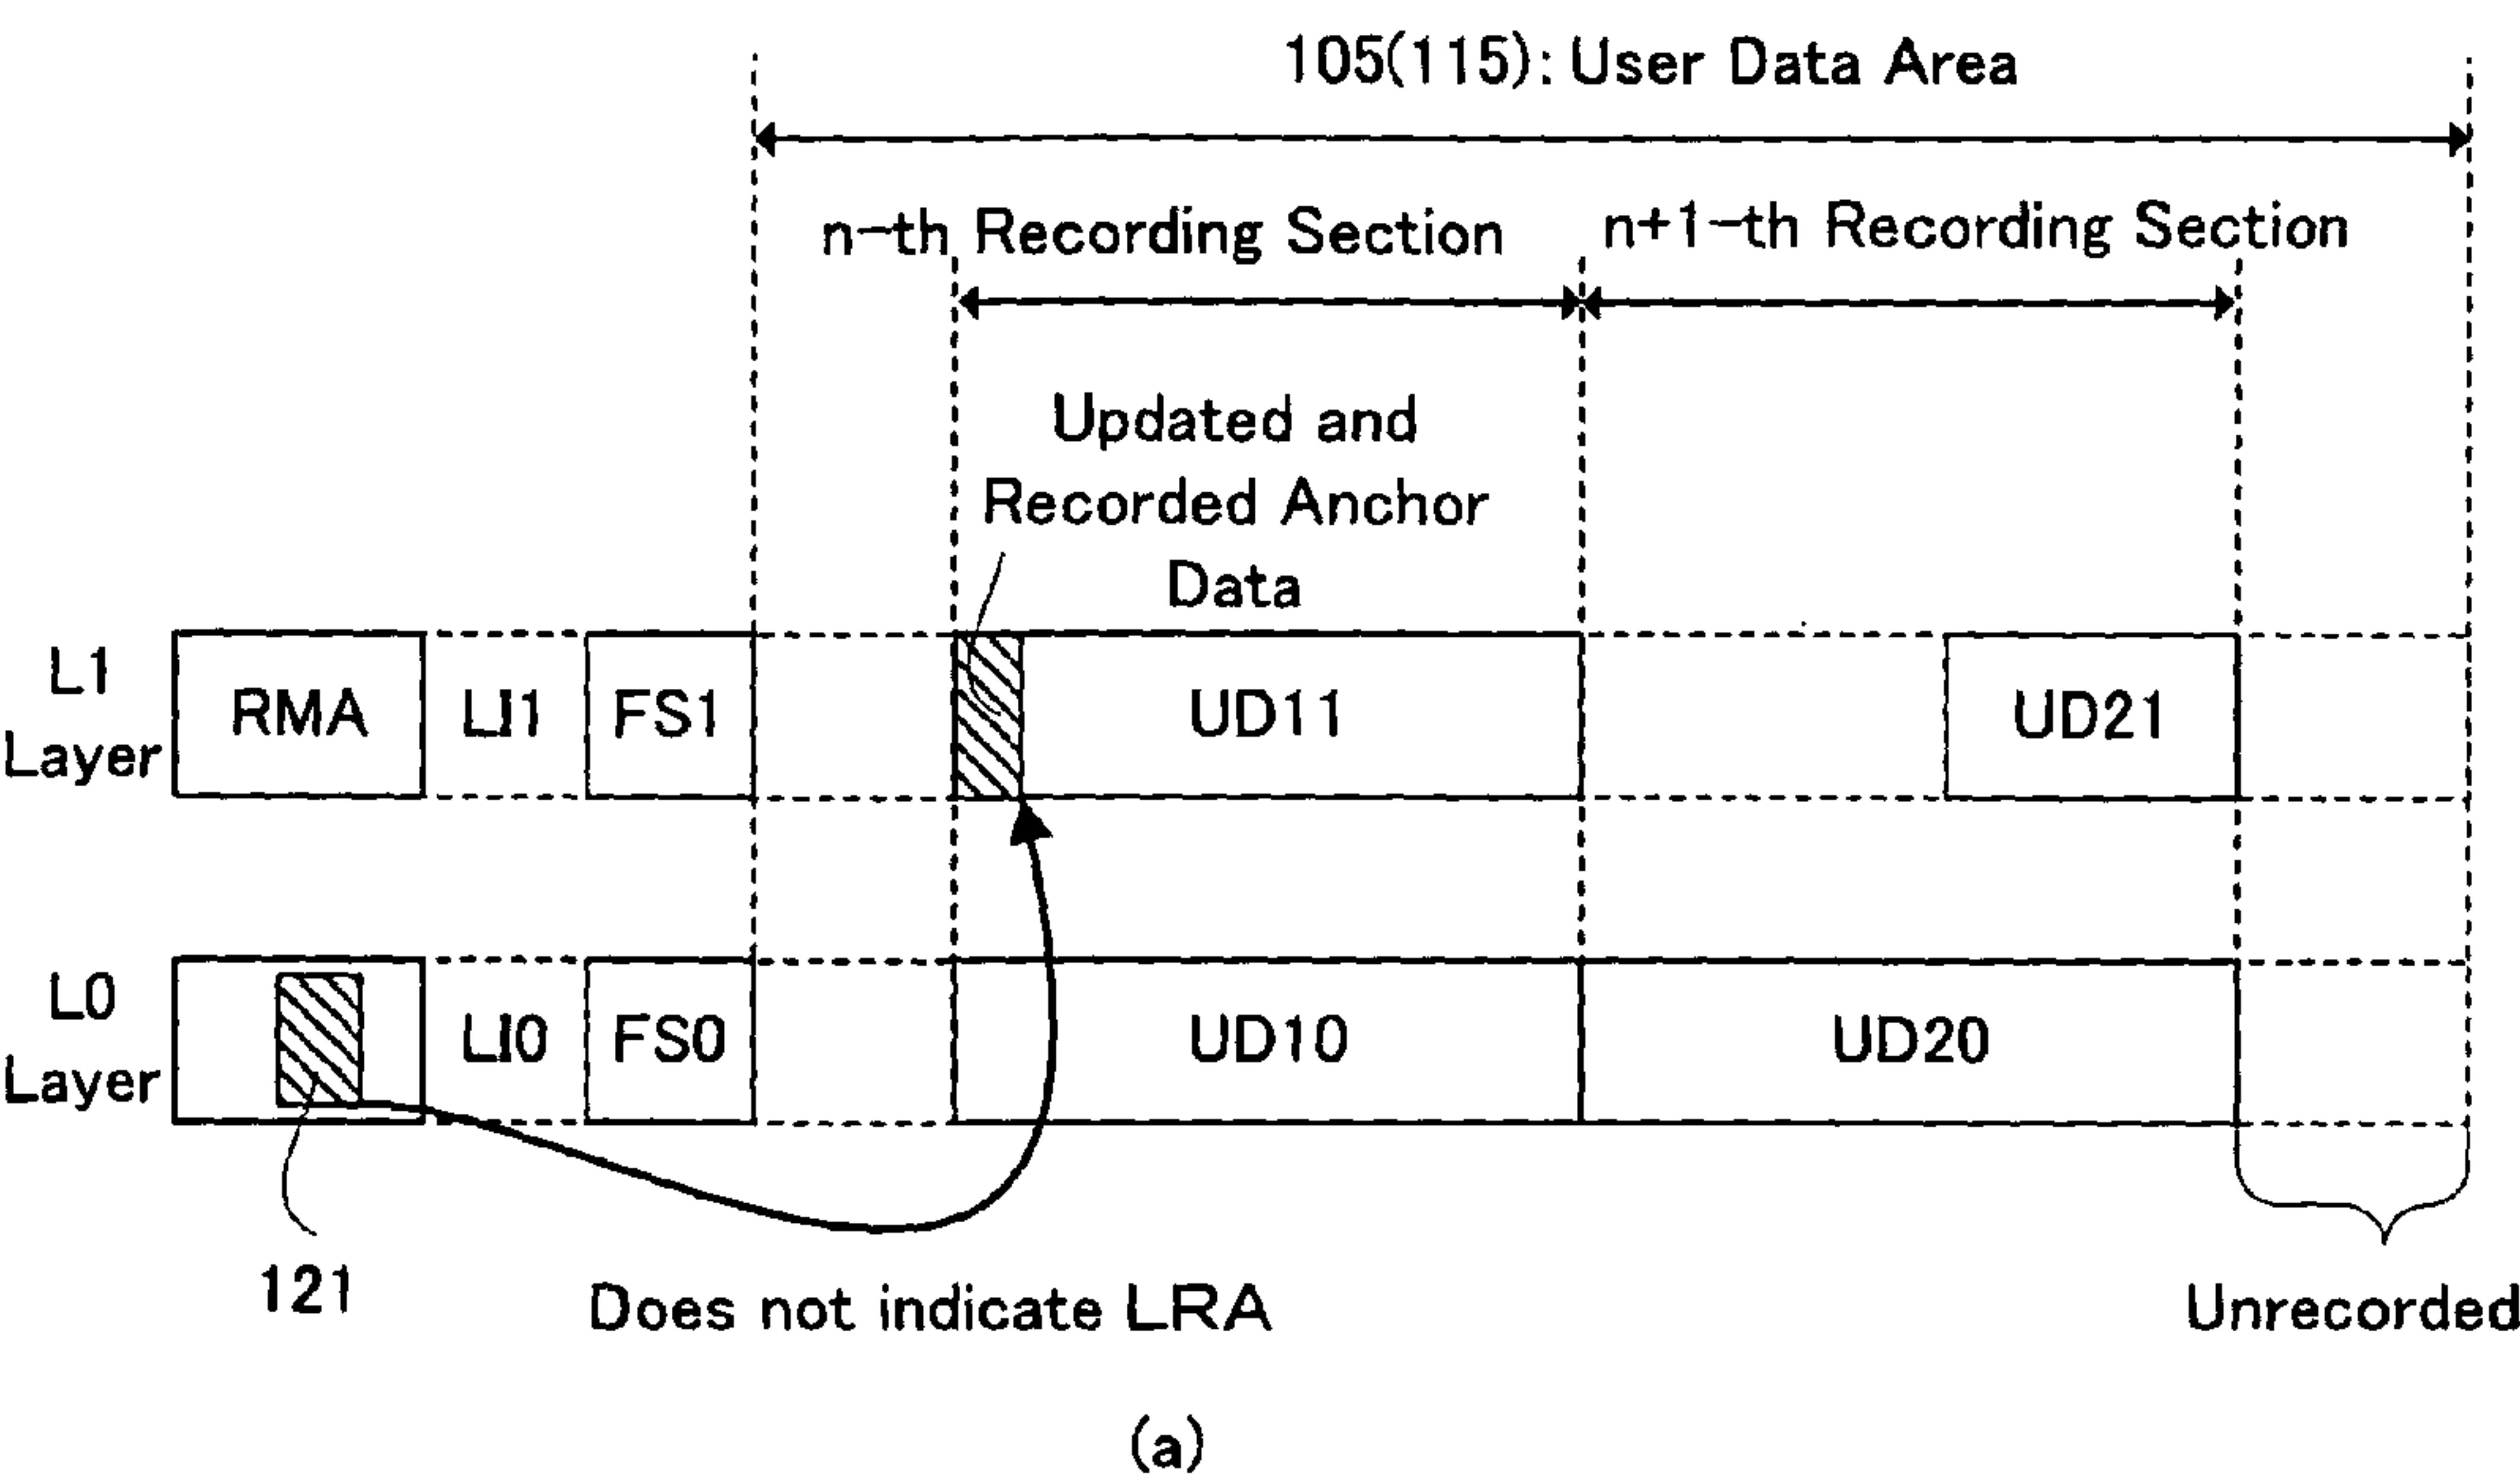 105(115): User Data Area
n-th Recording Section
n+1-th Recording Section
Updated and
Recorded Anchor
Data
L1
Layer
RMA
LI1
FS1
UD11
UD21
L0
Layer
LI0
FS0
UD10
UD20
121
Does not indicate LRA
Unrecorded
(a)